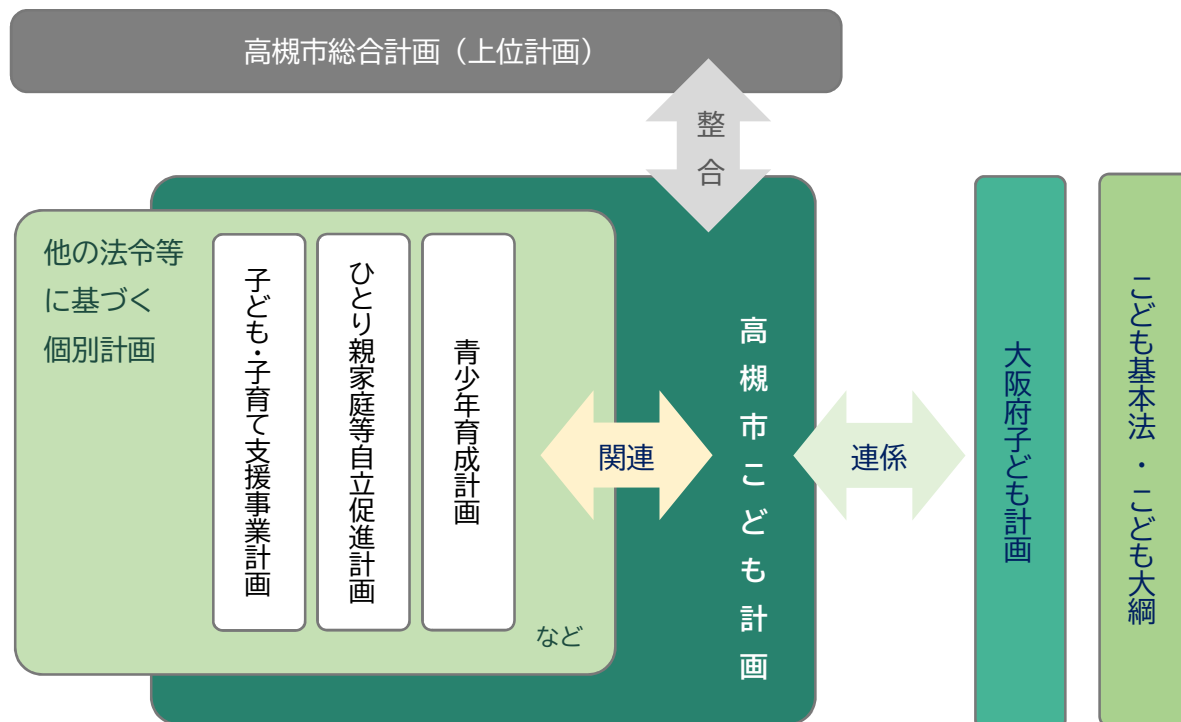 高槻市総合計画（上位計画）
整
合
他の法令等
に基づく
個別計画
子ども・子育て支援事業計画
ひとり親家庭等自立促進計画
青少年育成計画
など
関連
高槻市こども計画
連係
大阪府子ども計画
こども基本法 ・ こども大綱